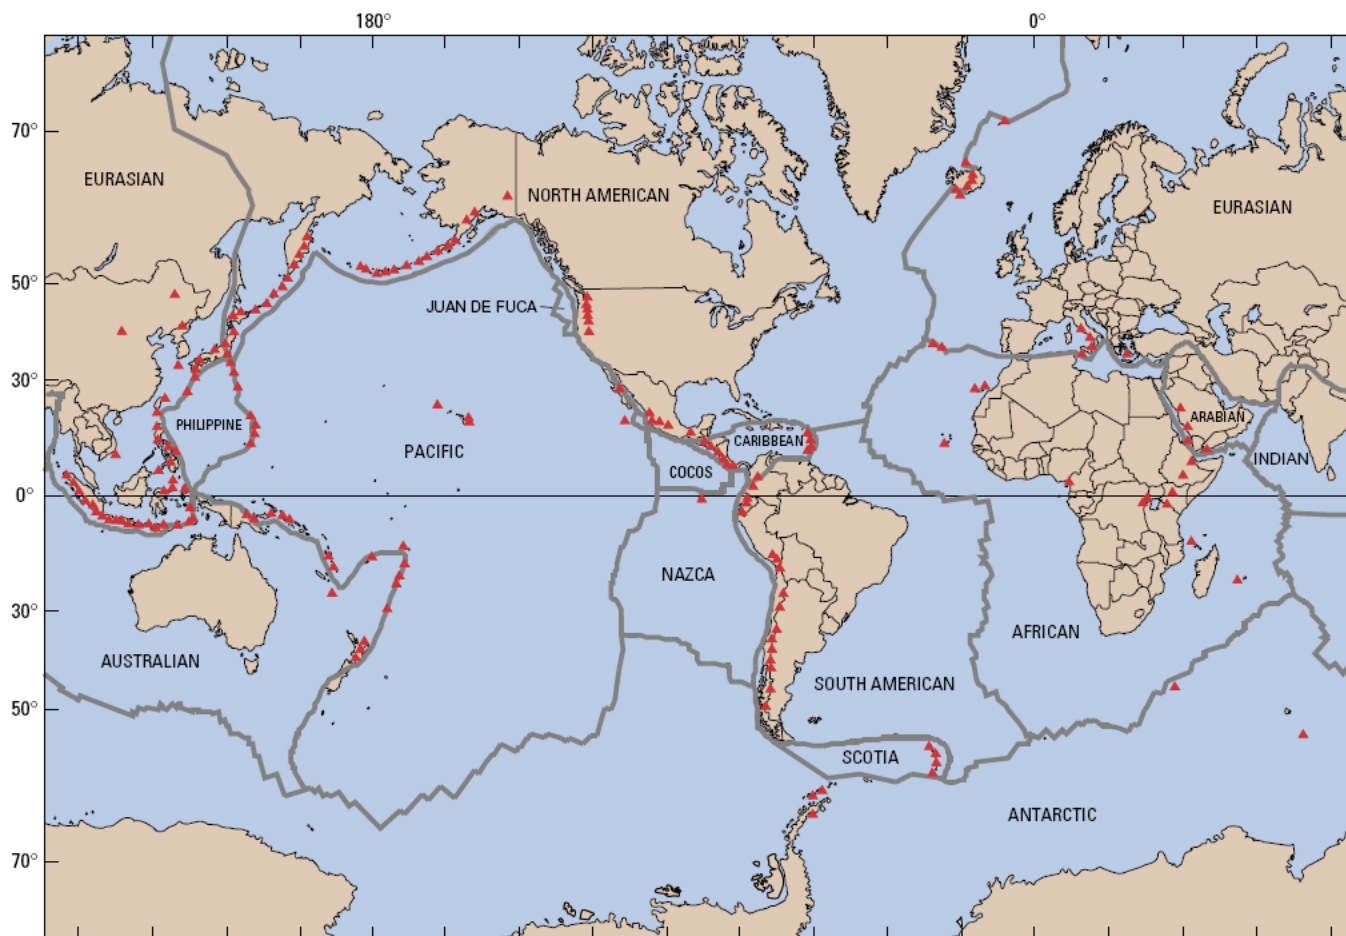 180°
0°
70°
EURASIAN
NORTH AMERICAN
EURASIAN
50°
JUAN DE FUCA
30°
PHILIPPINE
ARABIAN
CARIBBEAN
PACIFIC
INDIAN
COCOS
0°
NAZCA
30°
AFRICAN
AUSTRALIAN
SOUTH AMERICAN
50°
SCOTIA
ANTARCTIC
70°